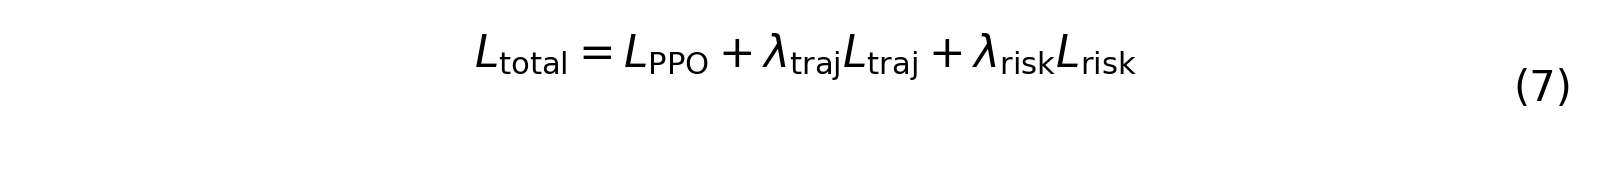 L_total = L_PPO + λ_traj L_traj + λ_risk L_risk
(7)